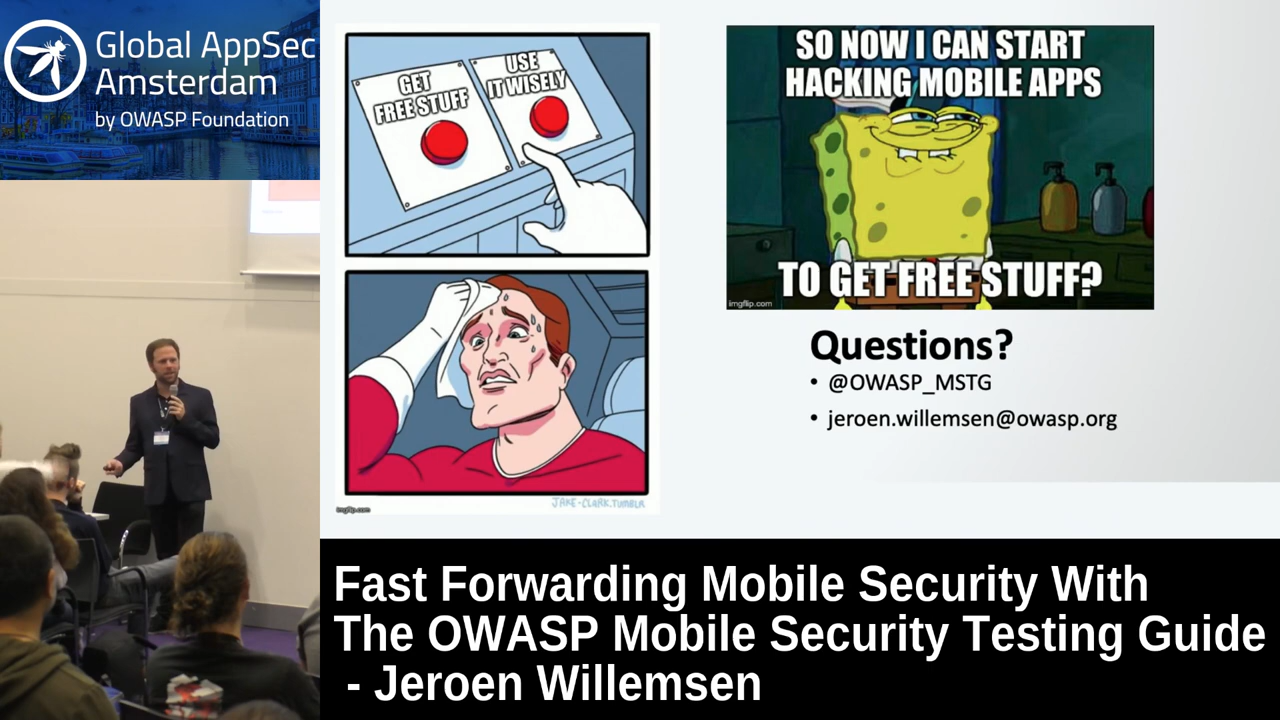 Global AppSec
Amsterdam
by OWASP Foundation
GET
FREE STUFF
USE
IT WISELY
JAKE-CLARK.TUMBLR
imgflip.com
SO NOW I CAN START
HACKING MOBILE APPS
TO GET FREE STUFF?
imgflip.com
Questions?
• @OWASP_MSTG
• jeroen.willemsen@owasp.org
Fast Forwarding Mobile Security With
The OWASP Mobile Security Testing Guide
- Jeroen Willemsen